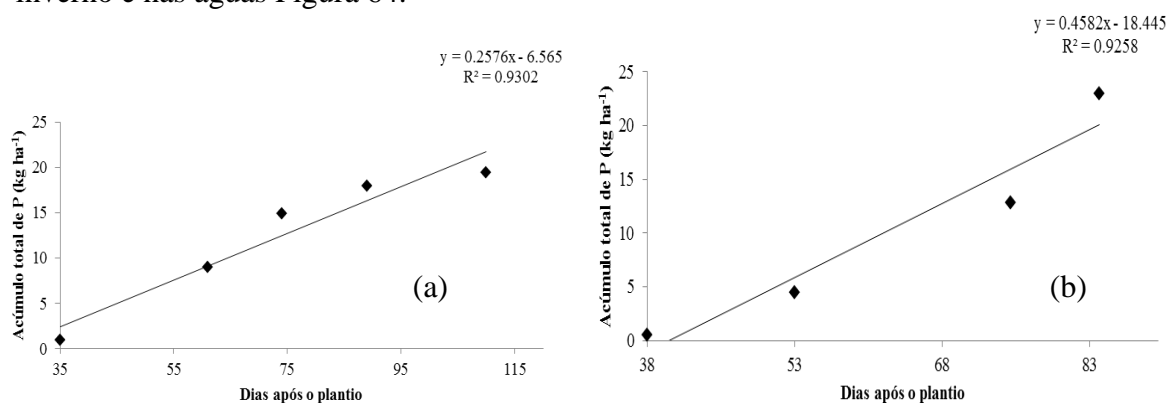 inverno e nas águas Figura 64.
y = 0.2576x - 6.565
R² = 0.9302
Acúmulo total de P (kg ha⁻¹)
25
20
15
10
5
0
35 55 75 95 115
Dias após o plantio
(a)
y = 0.4582x - 18.445
R² = 0.9258
Acúmulo total de P (kg ha⁻¹)
25
20
15
10
5
0
38 53 68 83
Dias após o plantio
(b)